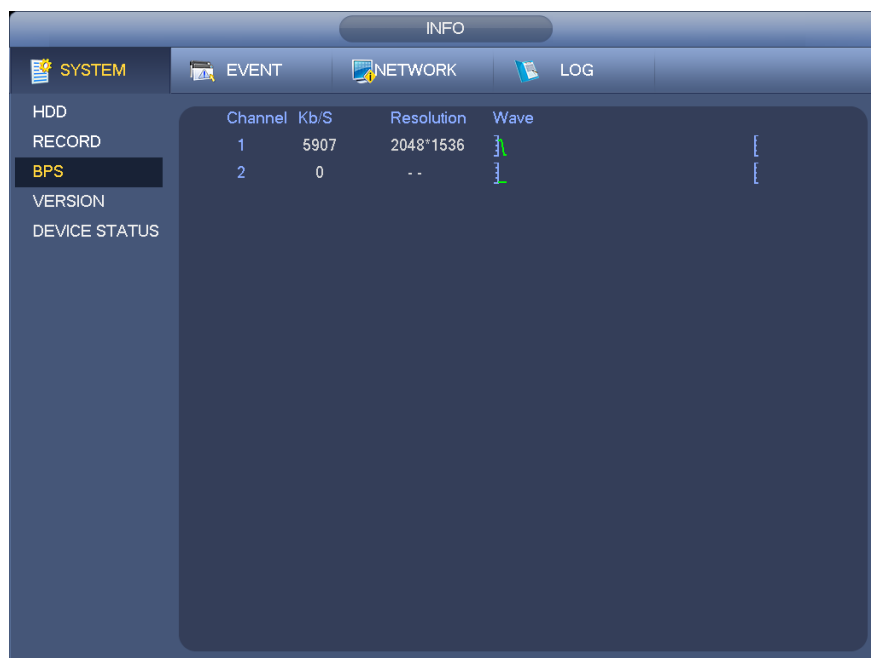 INFO
SYSTEM EVENT NETWORK LOG
HDD
RECORD
BPS
VERSION
DEVICE STATUS
Channel Kb/S Resolution Wave
1 5907 2048*1536
2 0 - -